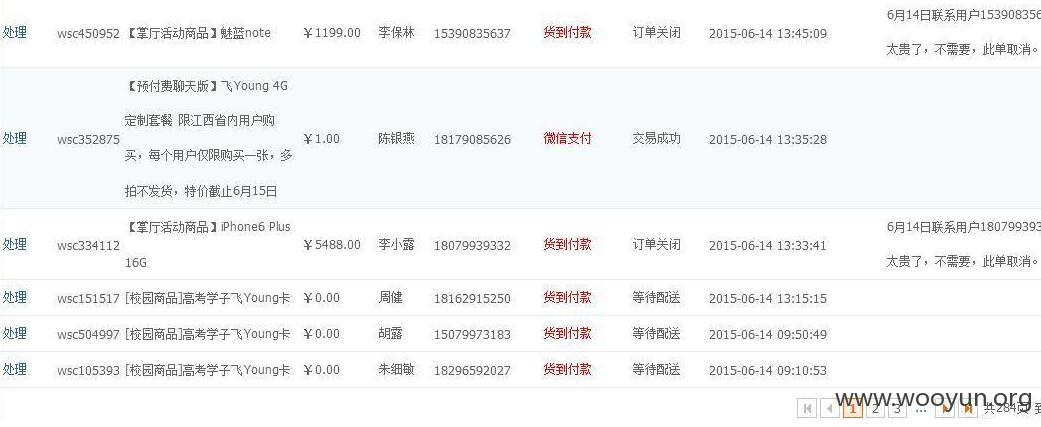 6月14日联系用户153908356
处理 wsc450952 【掌厅活动商品】魅蓝note ￥1199.00 李保林 15390835637 货到付款 订单关闭 2015-06-14 13:45:09
太贵了，不需要，此单取消。
【预付费聊天版】飞Young 4G
定制套餐 限江西省内用户购
处理 wsc352875 ￥1.00 陈银燕 18179085626 微信支付 交易成功 2015-06-14 13:35:28
买，每个用户仅限购买一张，多
拍不发货，特价截止6月15日
【掌厅活动商品】iPhone6 Plus 6月14日联系用户180799393
处理 wsc334112 ￥5488.00 李小露 18079939332 货到付款 订单关闭 2015-06-14 13:33:41
16G 太贵了，不需要，此单取消。
处理 wsc151517 [校园商品]高考学子飞Young卡 ￥0.00 周健 18162915250 货到付款 等待配送 2015-06-14 13:15:15
处理 wsc504997 [校园商品]高考学子飞Young卡 ￥0.00 胡露 15079973183 货到付款 等待配送 2015-06-14 09:50:49
处理 wsc105393 [校园商品]高考学子飞Young卡 ￥0.00 朱细敏 18296592027 货到付款 等待配送 2015-06-14 09:10:53
www.wooyun.org
1 2 3 ... 共284页 到